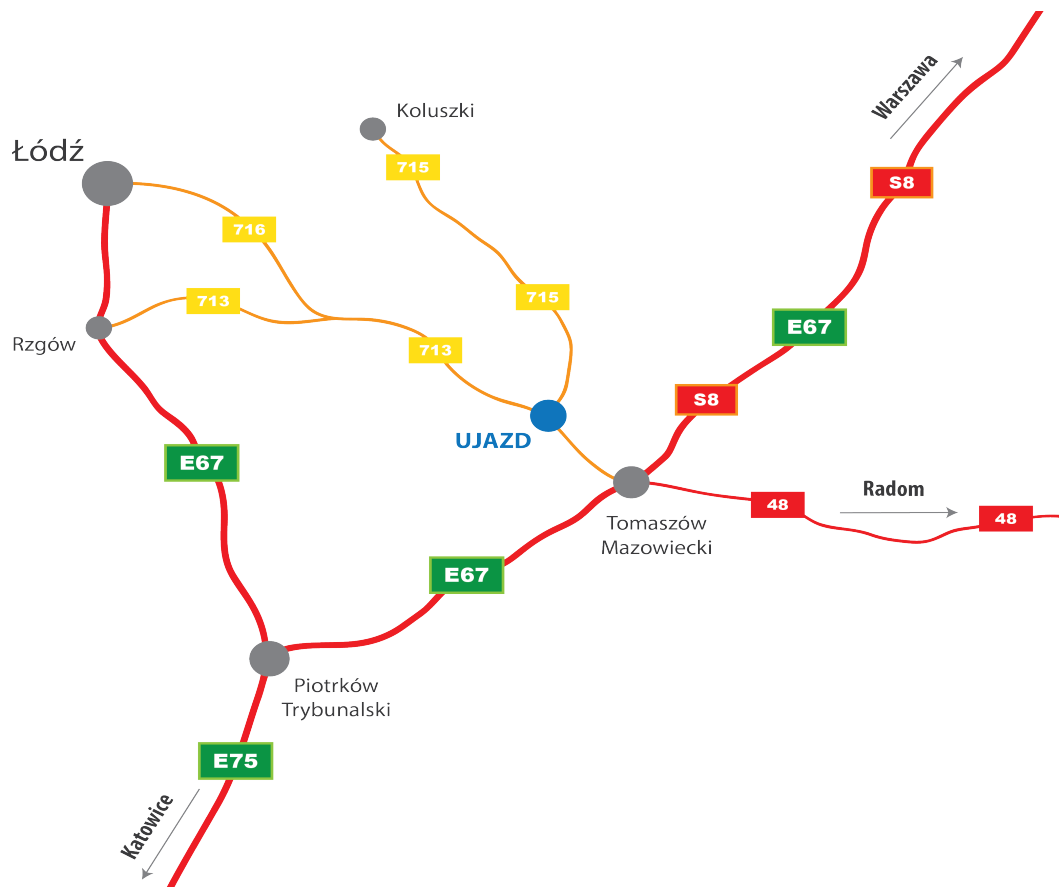 Warszawa
Koluszki
Łódź
715
S8
716
715
713
E67
Rzgów
713
S8
UJAZD
E67
Radom
48
48
Tomaszów
Mazowiecki
E67
Piotrków
Trybunalski
E75
Katowice